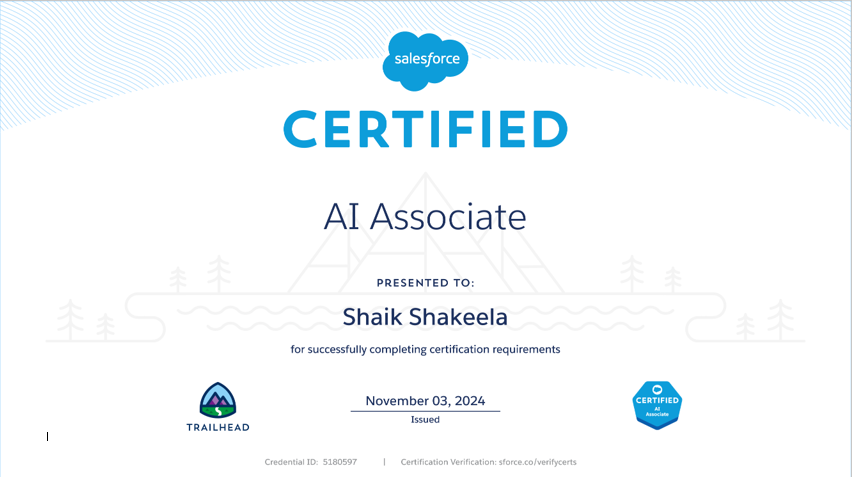 salesforce
CERTIFIED
AI Associate
PRESENTED TO:
Shaik Shakeela
for successfully completing certification requirements
November 03, 2024
Issued
TRAILHEAD
CERTIFIED
AI
Associate
Credential ID: 5180597 | Certification Verification: sforce.co/verifycerts